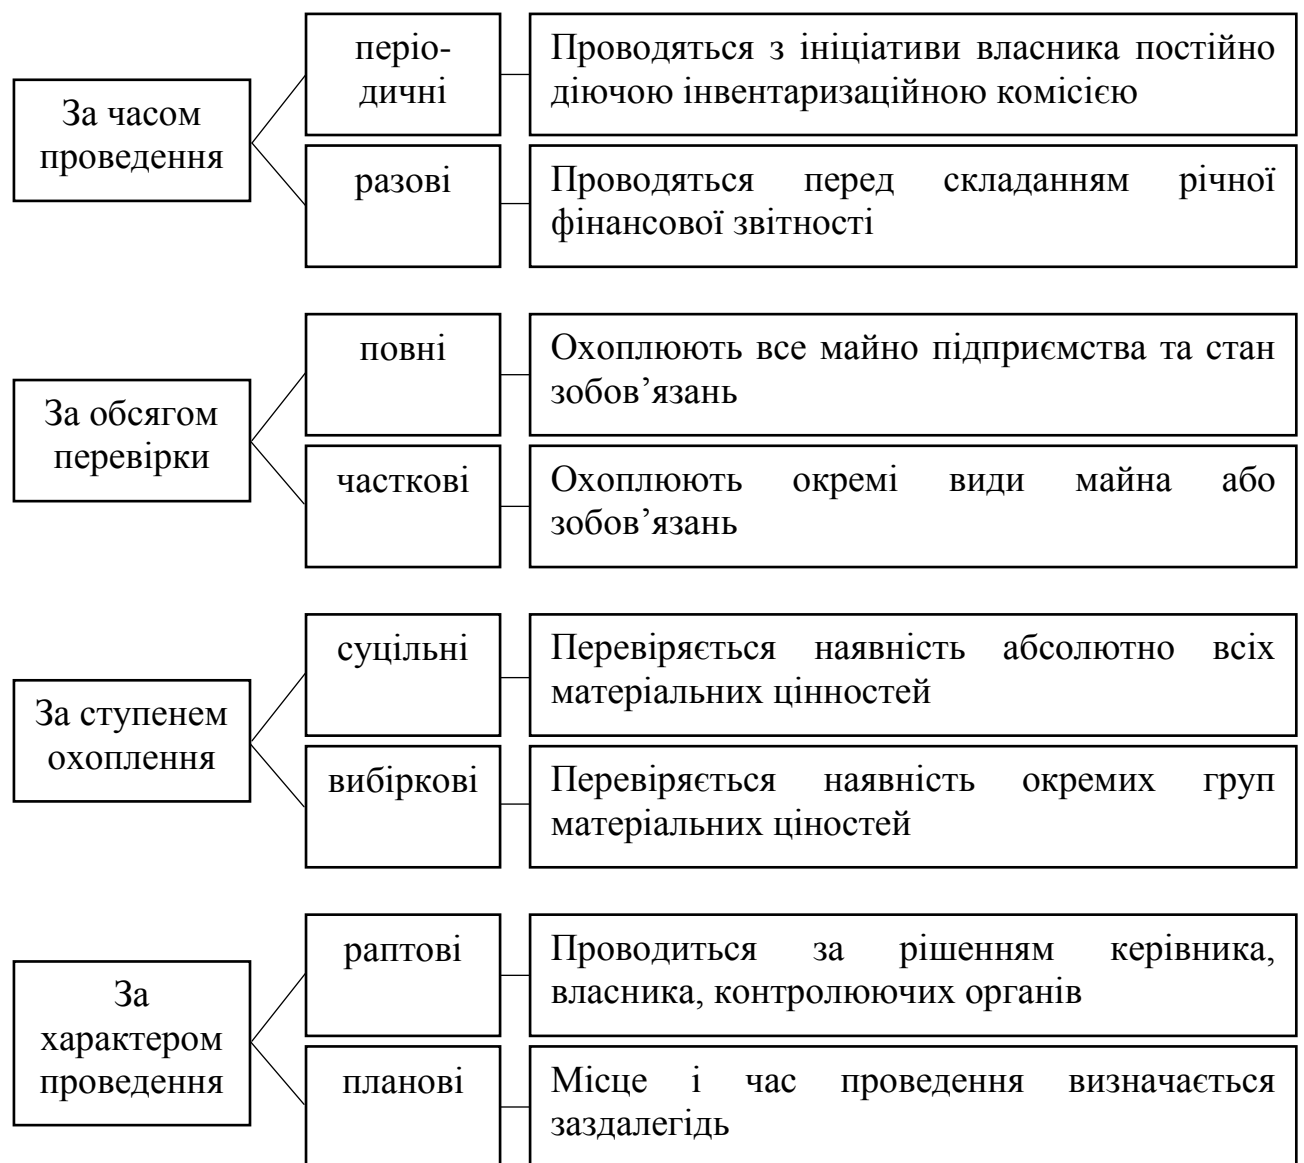 За часом
проведення
періо-
дичні
Проводяться з ініціативи власника постійно
діючою інвентаризаційною комісією
разові
Проводяться перед складанням річної
фінансової звітності
За обсягом
перевірки
повні
Охоплюють все майно підприємства та стан
зобов’язань
часткові
Охоплюють окремі види майна або
зобов’язань
За ступенем
охоплення
суцільні
Перевіряється наявність абсолютно всіх
матеріальних цінностей
вибіркові
Перевіряється наявність окремих груп
матеріальних ціностей
За
характером
проведення
раптові
Проводиться за рішенням керівника,
власника, контролюючих органів
планові
Місце і час проведення визначається
заздалегідь